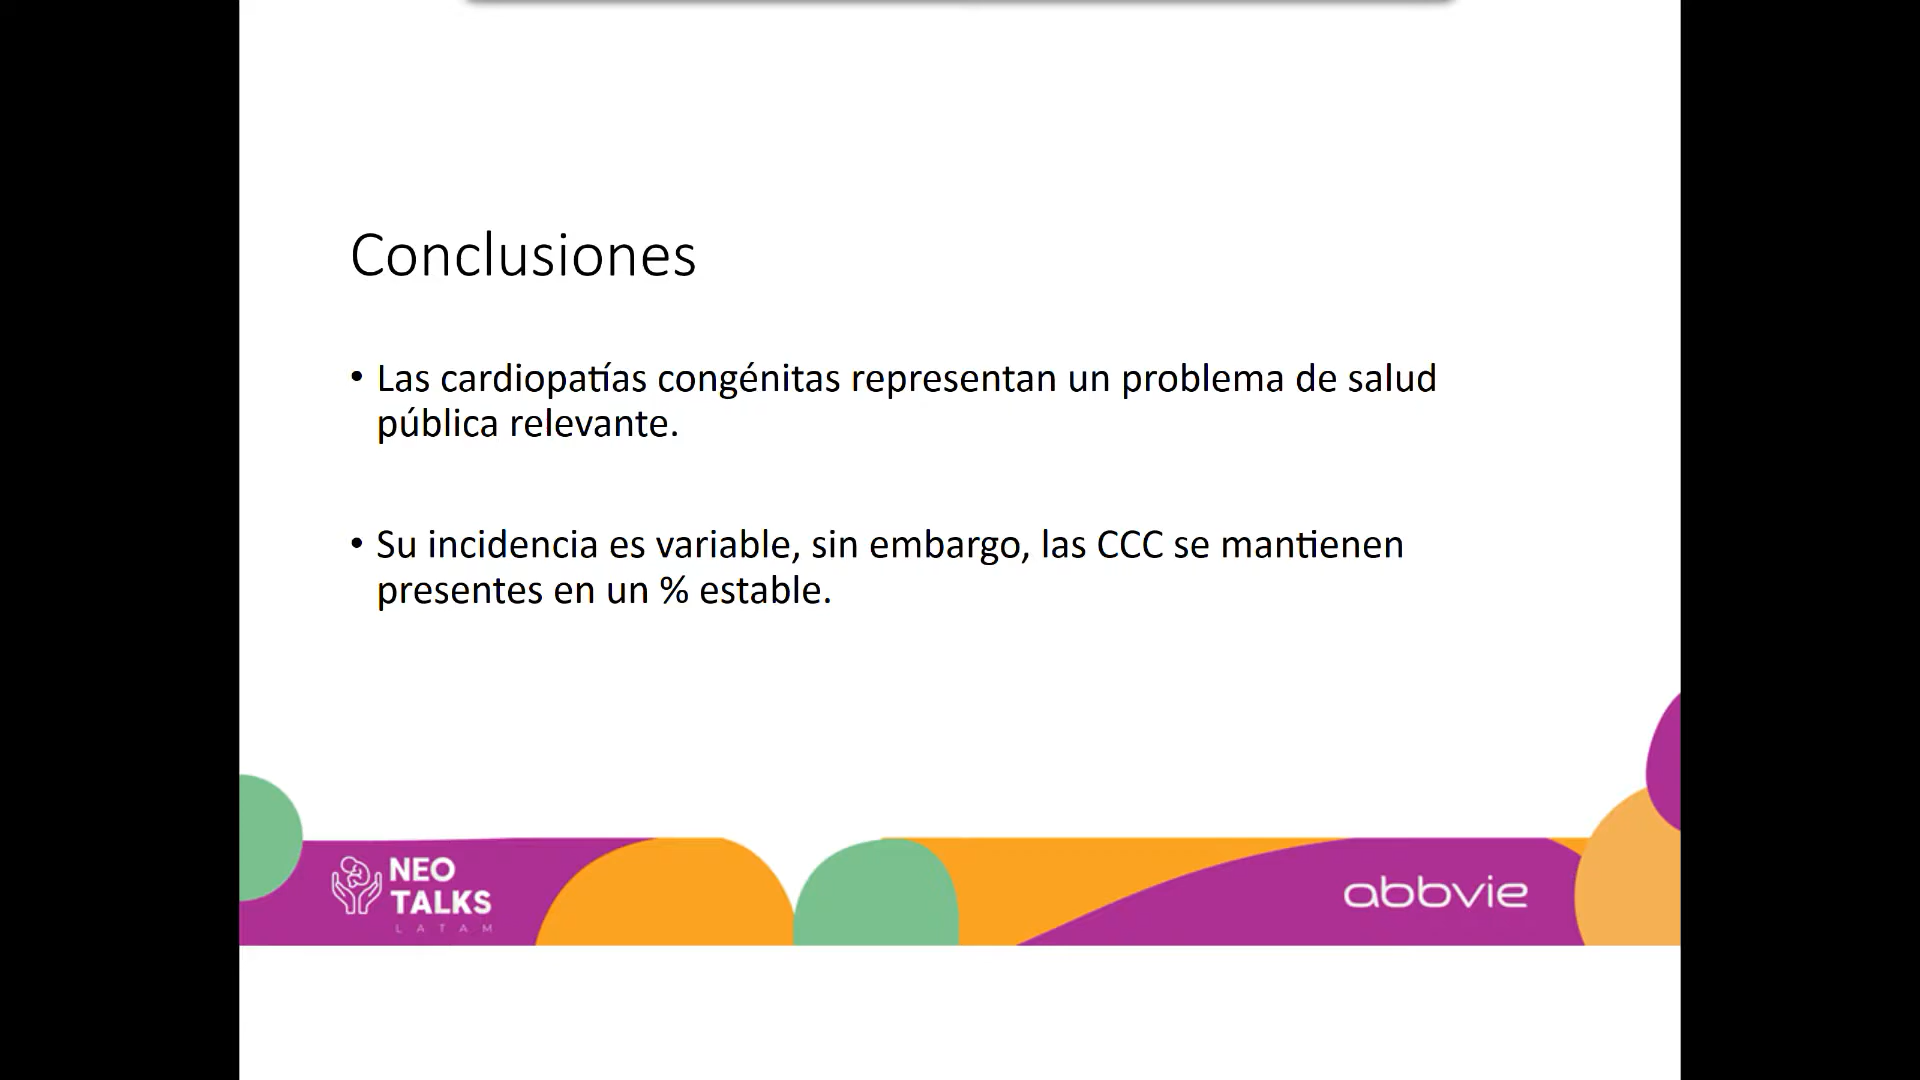 Conclusiones
• Las cardiopatías congénitas representan un problema de salud
pública relevante.
• Su incidencia es variable, sin embargo, las CCC se mantienen
presentes en un % estable.
NEO
TALKS
LATAM
abbvie